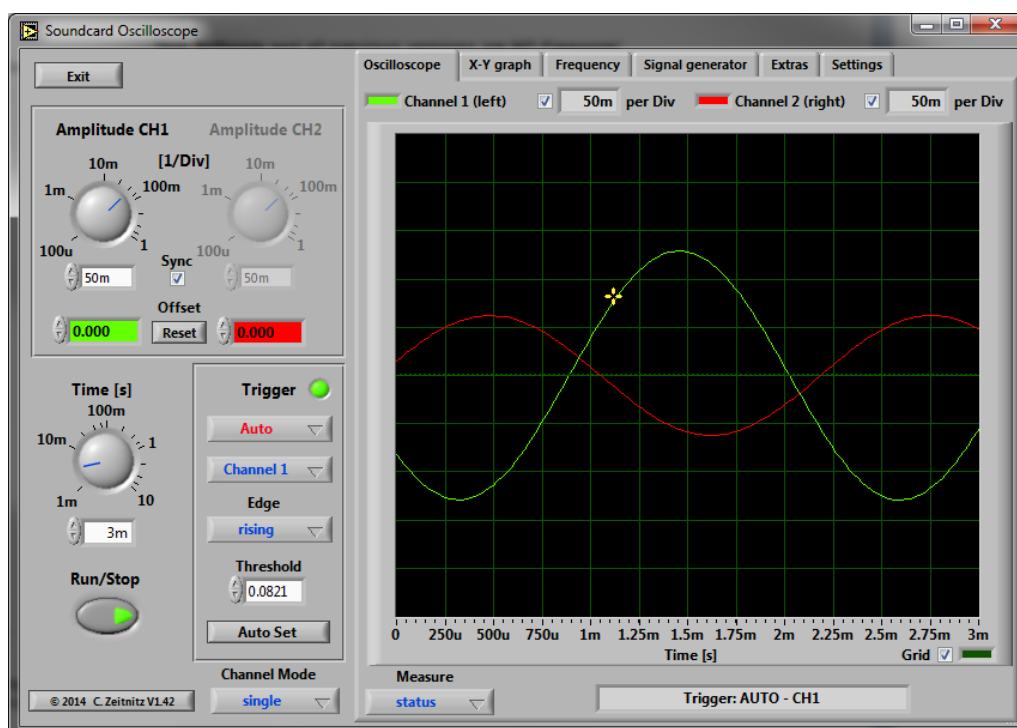 Soundcard Oscilloscope
Exit
Oscilloscope X-Y graph Frequency Signal generator Extras Settings
Channel 1 (left) 50m per Div Channel 2 (right) 50m per Div
Amplitude CH1 Amplitude CH2
[1/Div]
10m 10m
1m 100m 1m 100m
100u 1 100u 1
Sync
50m 50m
Offset
0.000 Reset 0.000
Time [s]
100m
10m 1
1m 10
3m
Run/Stop
Trigger
Auto
Channel 1
Edge
rising
Threshold
0.0821
Auto Set
0 250u 500u 750u 1m 1.25m 1.5m 1.75m 2m 2.25m 2.5m 2.75m 3m
Time [s] Grid
Channel Mode
single
Measure
status
Trigger: AUTO - CH1
© 2014 C. Zeitnitz V1.42